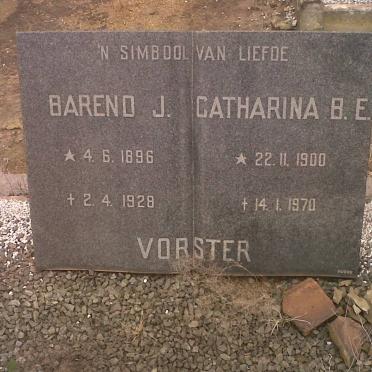 'N SIMBOOL VAN LIEFDE
BAREND J.
★ 4. 6. 1896
† 2. 4. 1928
CATHARINA B. E.
★ 22. 11. 1900
† 14. 1. 1970
VORSTER